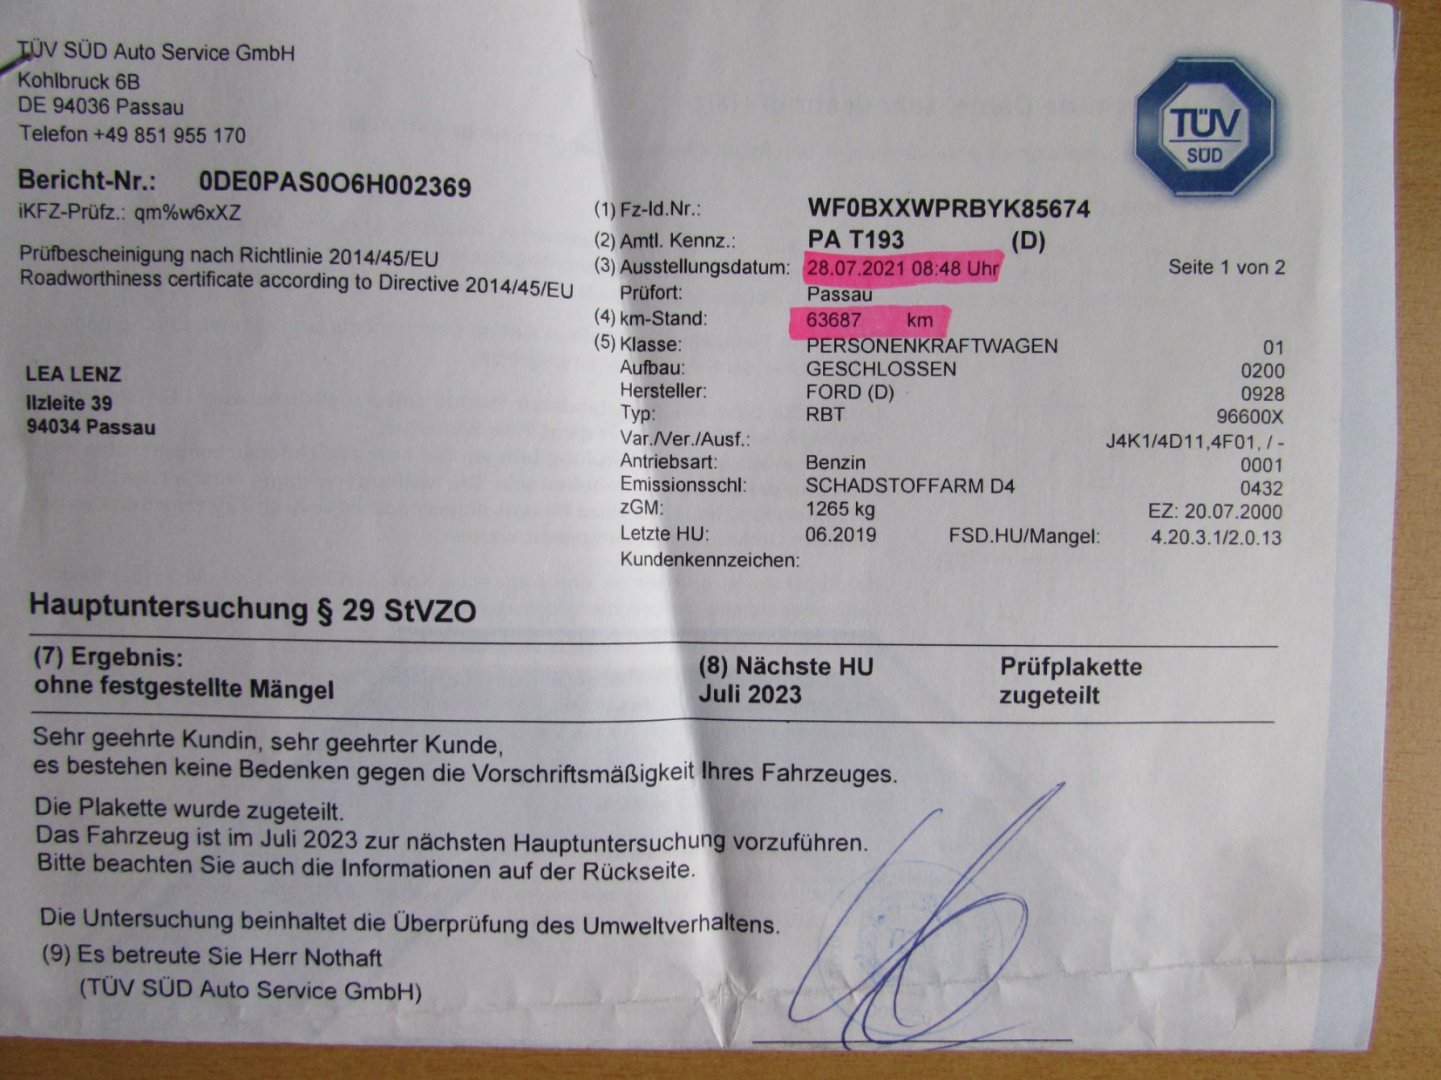 TÜV SÜD Auto Service GmbH
Kohlbruck 6B
DE 94036 Passau
Telefon +49 851 955 170
TÜV
SÜD
Bericht-Nr.: 0DE0PAS0O6H002369
iKFZ-Prüfz.: qm%w6xXZ
Prüfbescheinigung nach Richtlinie 2014/45/EU
Roadworthiness certificate according to Directive 2014/45/EU
LEA LENZ
Ilzleite 39
94034 Passau
(1) Fz-Id.Nr.: WF0BXXWPRBYK85674
(2) Amtl. Kennz.: PA T193 (D)
(3) Ausstellungsdatum: 28.07.2021 08:48 Uhr Seite 1 von 2
Prüfort: Passau
(4) km-Stand: 63687 km
(5) Klasse: PERSONENKRAFTWAGEN 01
Aufbau: GESCHLOSSEN 0200
Hersteller: FORD (D) 0928
Typ: RBT 96600X
Var./Ver./Ausf.: J4K1/4D11,4F01, / -
Antriebsart: Benzin 0001
Emissionsschl: SCHADSTOFFARM D4 0432
zGM: 1265 kg EZ: 20.07.2000
Letzte HU: 06.2019 FSD.HU/Mangel: 4.20.3.1/2.0.13
Kundenkennzeichen:
Hauptuntersuchung § 29 StVZO
(7) Ergebnis: (8) Nächste HU Prüfplakette
ohne festgestellte Mängel Juli 2023 zugeteilt
Sehr geehrte Kundin, sehr geehrter Kunde,
es bestehen keine Bedenken gegen die Vorschriftsmäßigkeit Ihres Fahrzeuges.
Die Plakette wurde zugeteilt.
Das Fahrzeug ist im Juli 2023 zur nächsten Hauptuntersuchung vorzuführen.
Bitte beachten Sie auch die Informationen auf der Rückseite.
Die Untersuchung beinhaltet die Überprüfung des Umweltverhaltens.
(9) Es betreute Sie Herr Nothaft
(TÜV SÜD Auto Service GmbH)